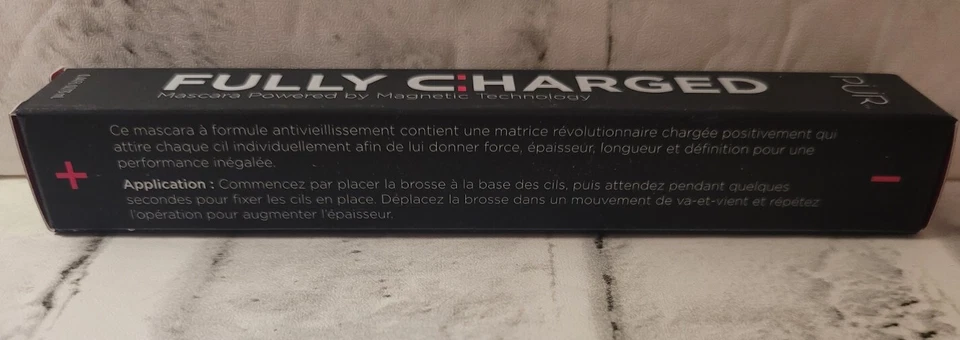 FULLY C:HARGED
Mascara Powered by Magnetic Technology
PÜR
Ce mascara à formule antivieillissement contient une matrice révolutionnaire chargée positivement qui
attire chaque cil individuellement afin de lui donner force, épaisseur, longueur et définition pour une
performance inégalée.
+
–
Application : Commencez par placer la brosse à la base des cils, puis attendez pendant quelques
secondes pour fixer les cils en place. Déplacez la brosse dans un mouvement de va-et-vient et répétez
l'opération pour augmenter l'épaisseur.